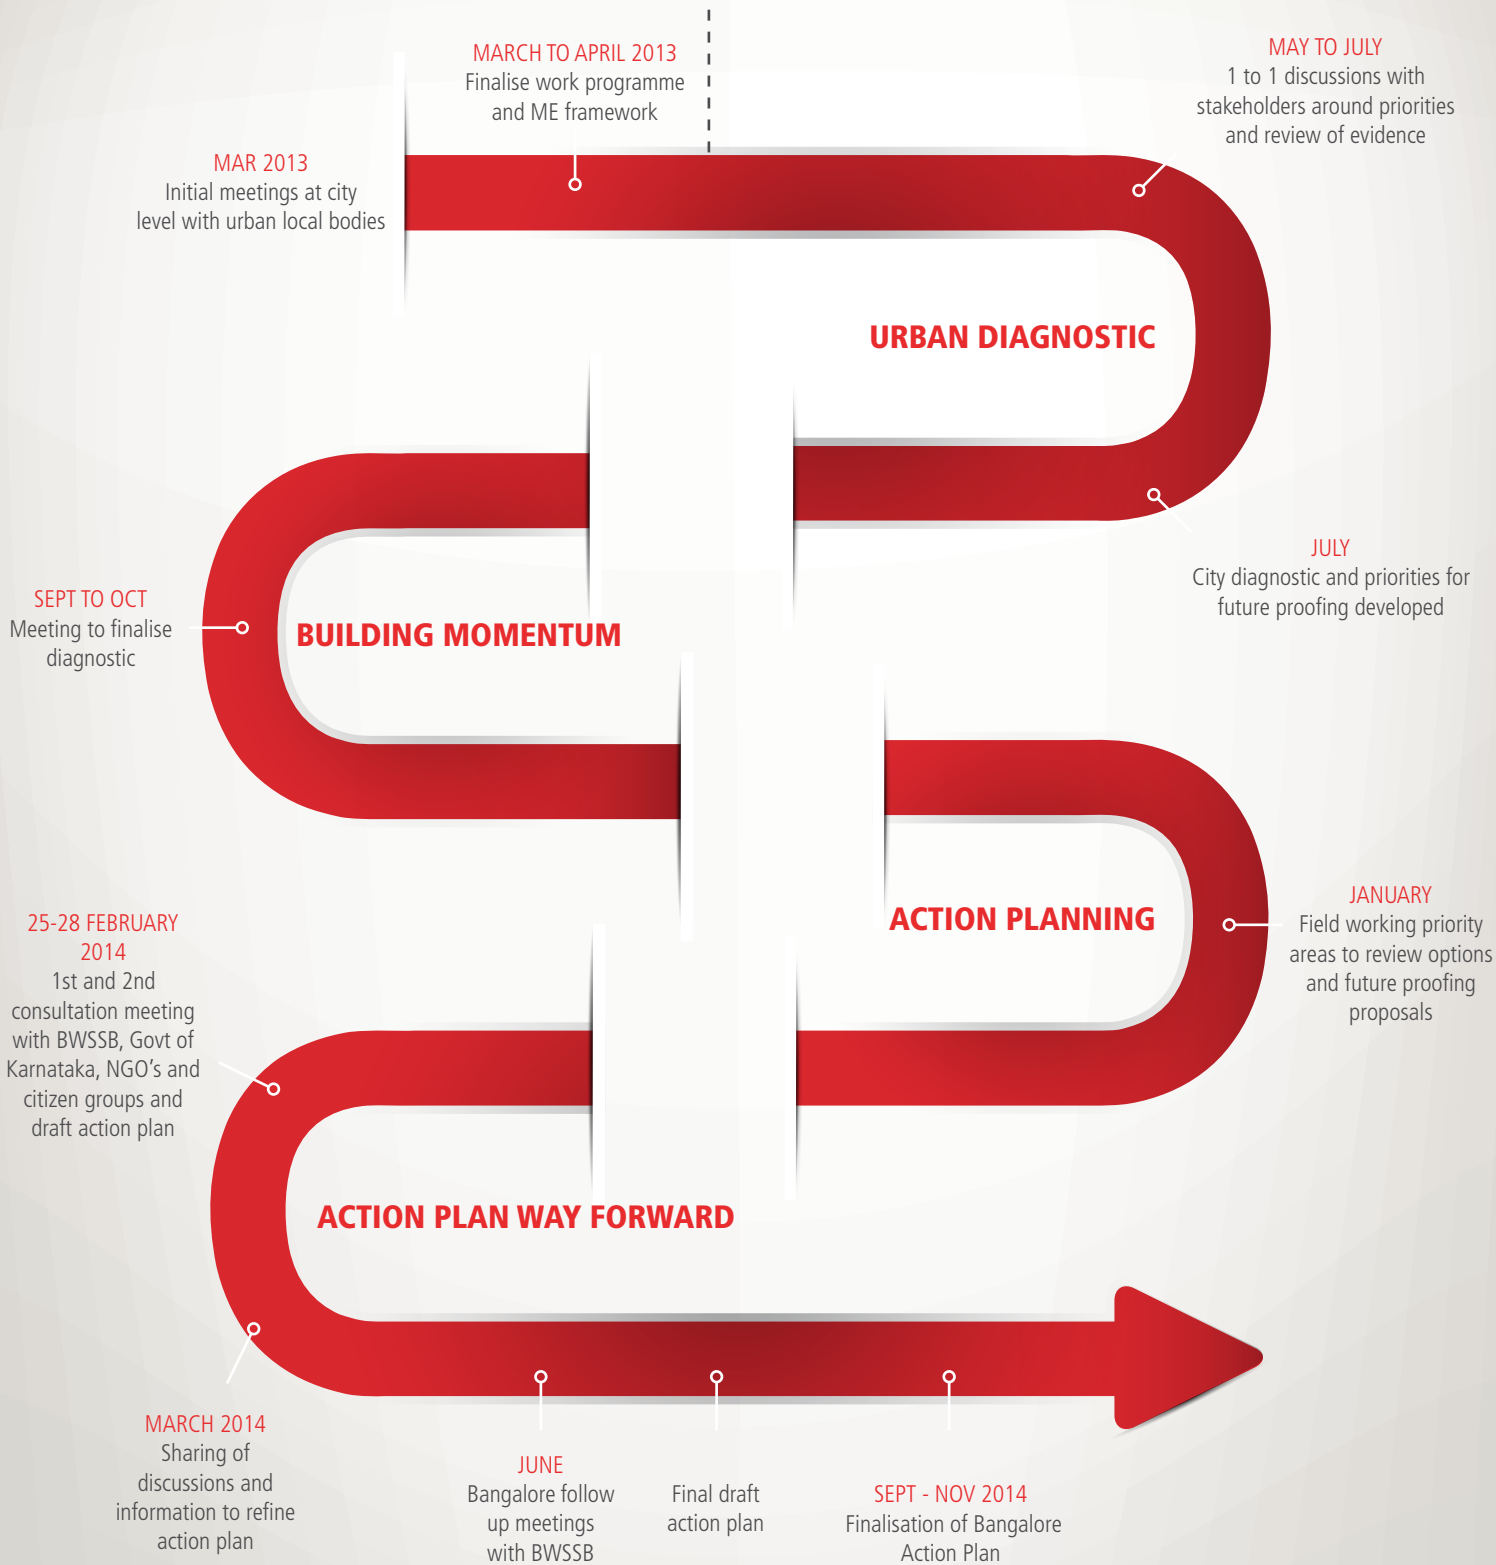 MAR 2013
Initial meetings at city
level with urban local bodies
MARCH TO APRIL 2013
Finalise work programme
and ME framework
MAY TO JULY
1 to 1 discussions with
stakeholders around priorities
and review of evidence
URBAN DIAGNOSTIC
JULY
City diagnostic and priorities for
future proofing developed
SEPT TO OCT
Meeting to finalise
diagnostic
BUILDING MOMENTUM
ACTION PLANNING
JANUARY
Field working priority
areas to review options
and future proofing
proposals
25-28 FEBRUARY
2014
1st and 2nd
consultation meeting
with BWSSB, Govt of
Karnataka, NGO's and
citizen groups and
draft action plan
ACTION PLAN WAY FORWARD
MARCH 2014
Sharing of
discussions and
information to refine
action plan
JUNE
Bangalore follow
up meetings
with BWSSB
Final draft
action plan
SEPT - NOV 2014
Finalisation of Bangalore
Action Plan